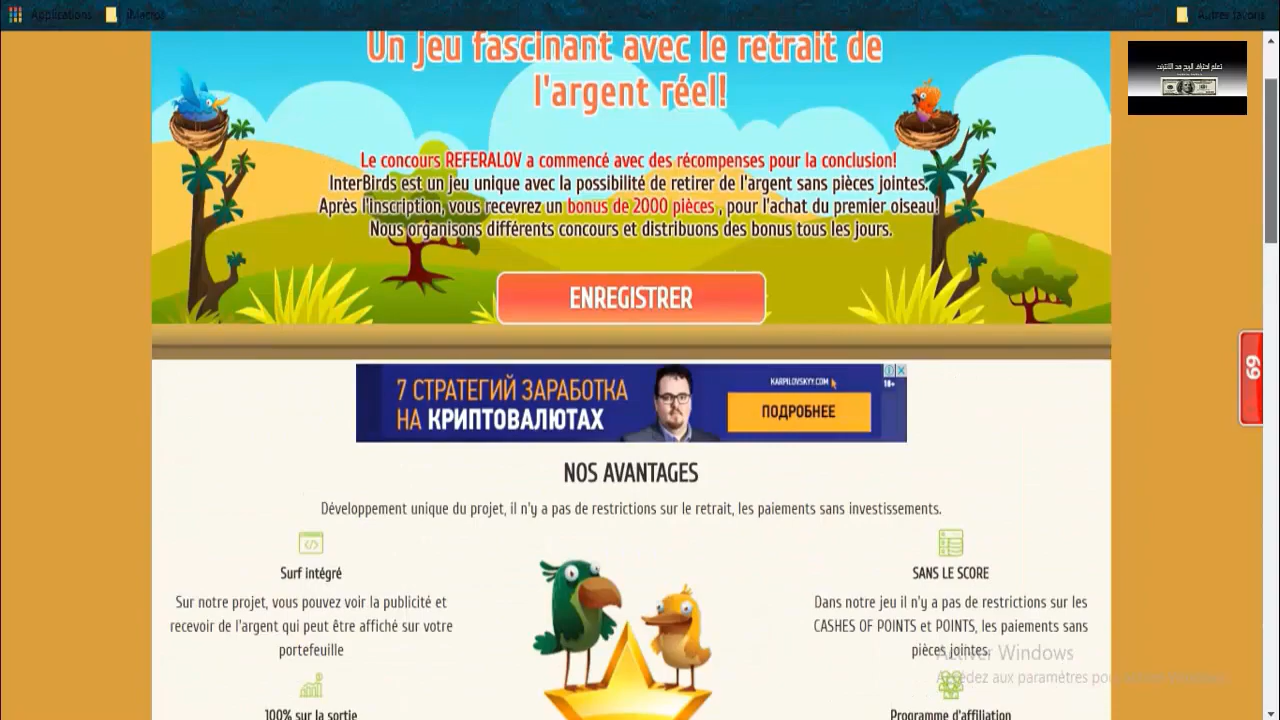 Applications
iMacros
Autres favoris
Un jeu fascinant avec le retrait de
l'argent réel!
Le concours REFERALOV a commencé avec des récompenses pour la conclusion!
InterBirds est un jeu unique avec la possibilité de retirer de l'argent sans pièces jointes.
Après l'inscription, vous recevrez un bonus de 2000 pièces , pour l'achat du premier oiseau!
Nous organisons différents concours et distribuons des bonus tous les jours.
ENREGISTRER
7 СТРАТЕГИЙ ЗАРАБОТКА
НА КРИПТОВАЛЮТАХ
KARPILOVSKYY.COM
ПОДРОБНЕЕ
18+
69
NOS AVANTAGES
Développement unique du projet, il n'y a pas de restrictions sur le retrait, les paiements sans investissements.
Surf intégré
Sur notre projet, vous pouvez voir la publicité et
recevoir de l'argent qui peut être affiché sur votre
portefeuille
100% sur la sortie
SANS LE SCORE
Dans notre jeu il n'y a pas de restrictions sur les
CASHES OF POINTS et POINTS, les paiements sans
pièces jointes.
Programme d'affiliation
Activer Windows
Accédez aux paramètres pour